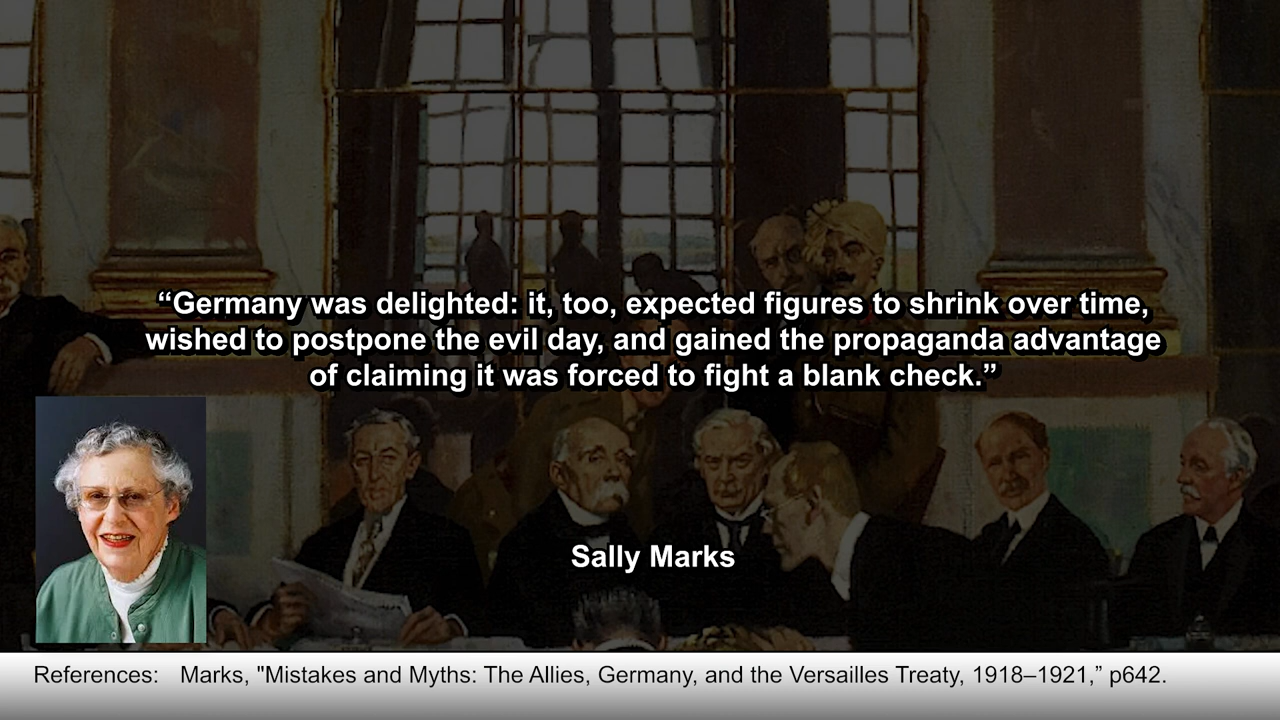 “Germany was delighted: it, too, expected figures to shrink over time,
wished to postpone the evil day, and gained the propaganda advantage
of claiming it was forced to fight a blank check.”
Sally Marks
References: Marks, "Mistakes and Myths: The Allies, Germany, and the Versailles Treaty, 1918–1921,” p642.